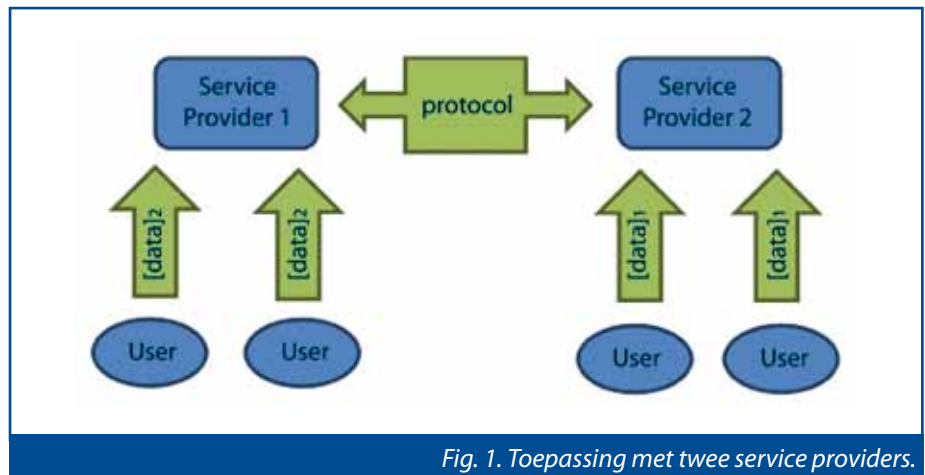 Service
Provider 1
protocol
Service
Provider 2
[data]2
[data]2
[data]1
[data]1
User
User
User
User
Fig. 1. Toepassing met twee service providers.